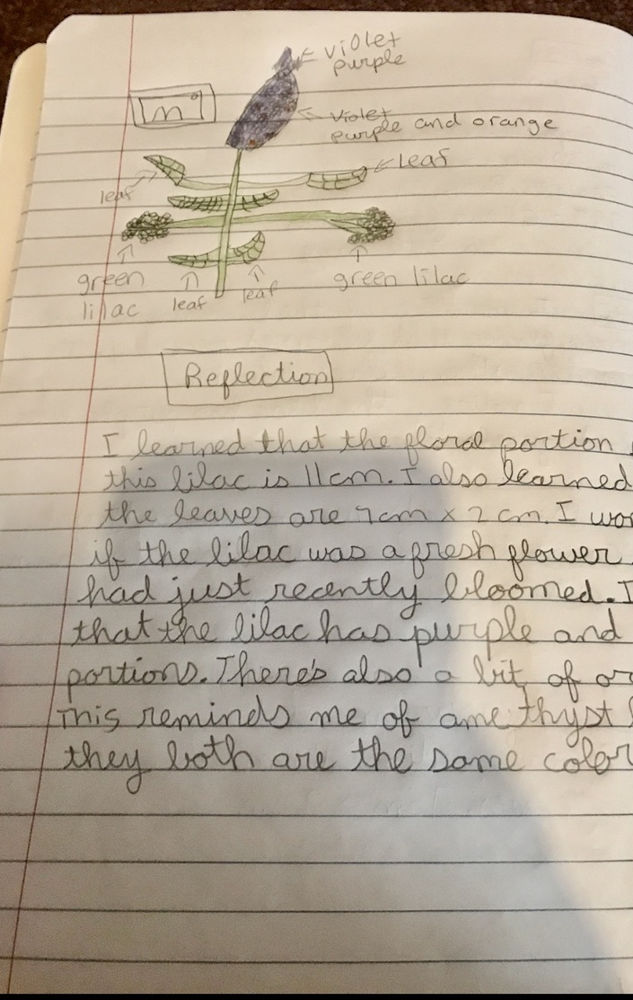 violet
purple
violet
purple and orange
leaf
leaf
green
lilac
leaf
leaf
green lilac
Reflection
I learned that the floral portion
this lilac is 11cm. I also learned
the leaves are 7cm x 2 cm. I
if the lilac was a fresh flower
had just recently bloomed. I
that the lilac has purple and
portions. There's also a bit of
This reminds me of amethyst
they both are the same color